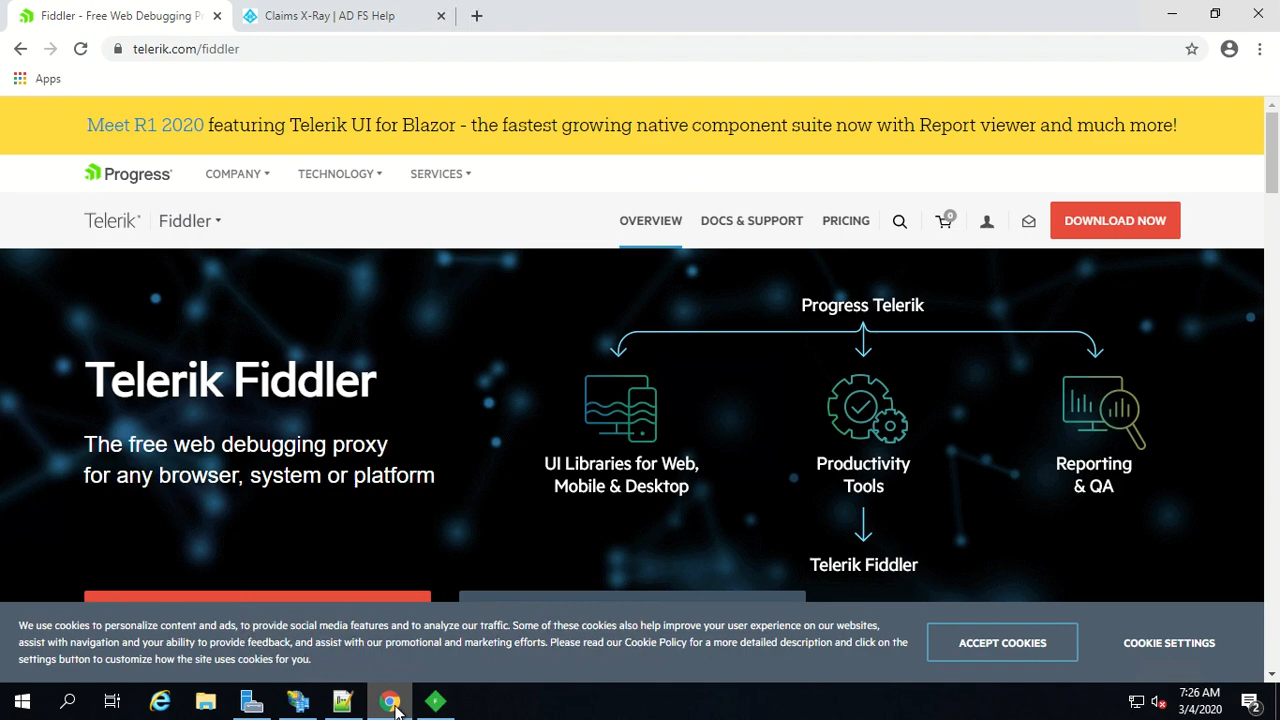 Fiddler - Free Web Debugging P
Claims X-Ray | AD FS Help
telerik.com/fiddler
Apps
Meet R1 2020 featuring Telerik UI for Blazor - the fastest growing native component suite now with Report viewer and much more!
Progress
COMPANY
TECHNOLOGY
SERVICES
Telerik
Fiddler
OVERVIEW
DOCS & SUPPORT
PRICING
0
DOWNLOAD NOW
Progress Telerik
Telerik Fiddler
The free web debugging proxy
for any browser, system or platform
UI Libraries for Web,
Mobile & Desktop
Productivity
Tools
Reporting
& QA
Telerik Fiddler
We use cookies to personalize content and ads, to provide social media features and to analyze our traffic. Some of these cookies also help improve your user experience on our websites,
assist with navigation and your ability to provide feedback, and assist with our promotional and marketing efforts. Please read our Cookie Policy for a more detailed description and click on the
settings button to customize how the site uses cookies for you.
ACCEPT COOKIES
COOKIE SETTINGS
7:26 AM
3/4/2020
2